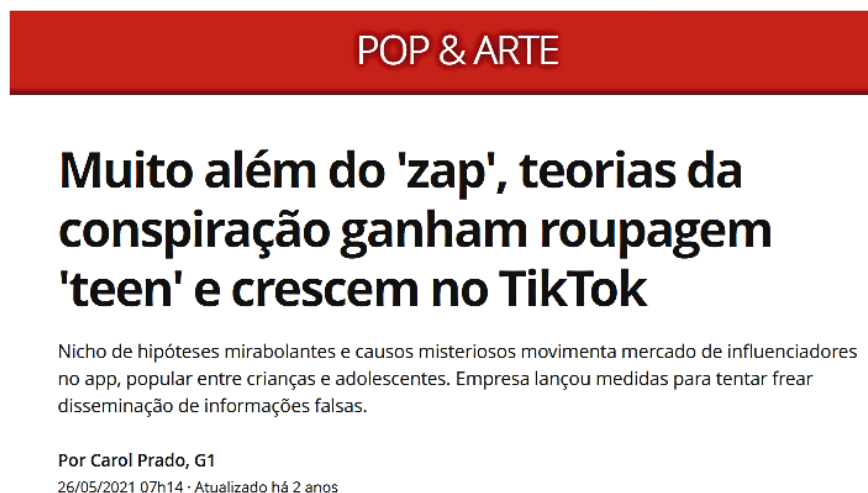 POP & ARTE
Muito além do 'zap', teorias da
conspiração ganham roupagem
'teen' e crescem no TikTok
Nicho de hipóteses mirabolantes e causos misteriosos movimenta mercado de influenciadores
no app, popular entre crianças e adolescentes. Empresa lançou medidas para tentar frear
disseminação de informações falsas.
Por Carol Prado, G1
26/05/2021 07h14 · Atualizado há 2 anos